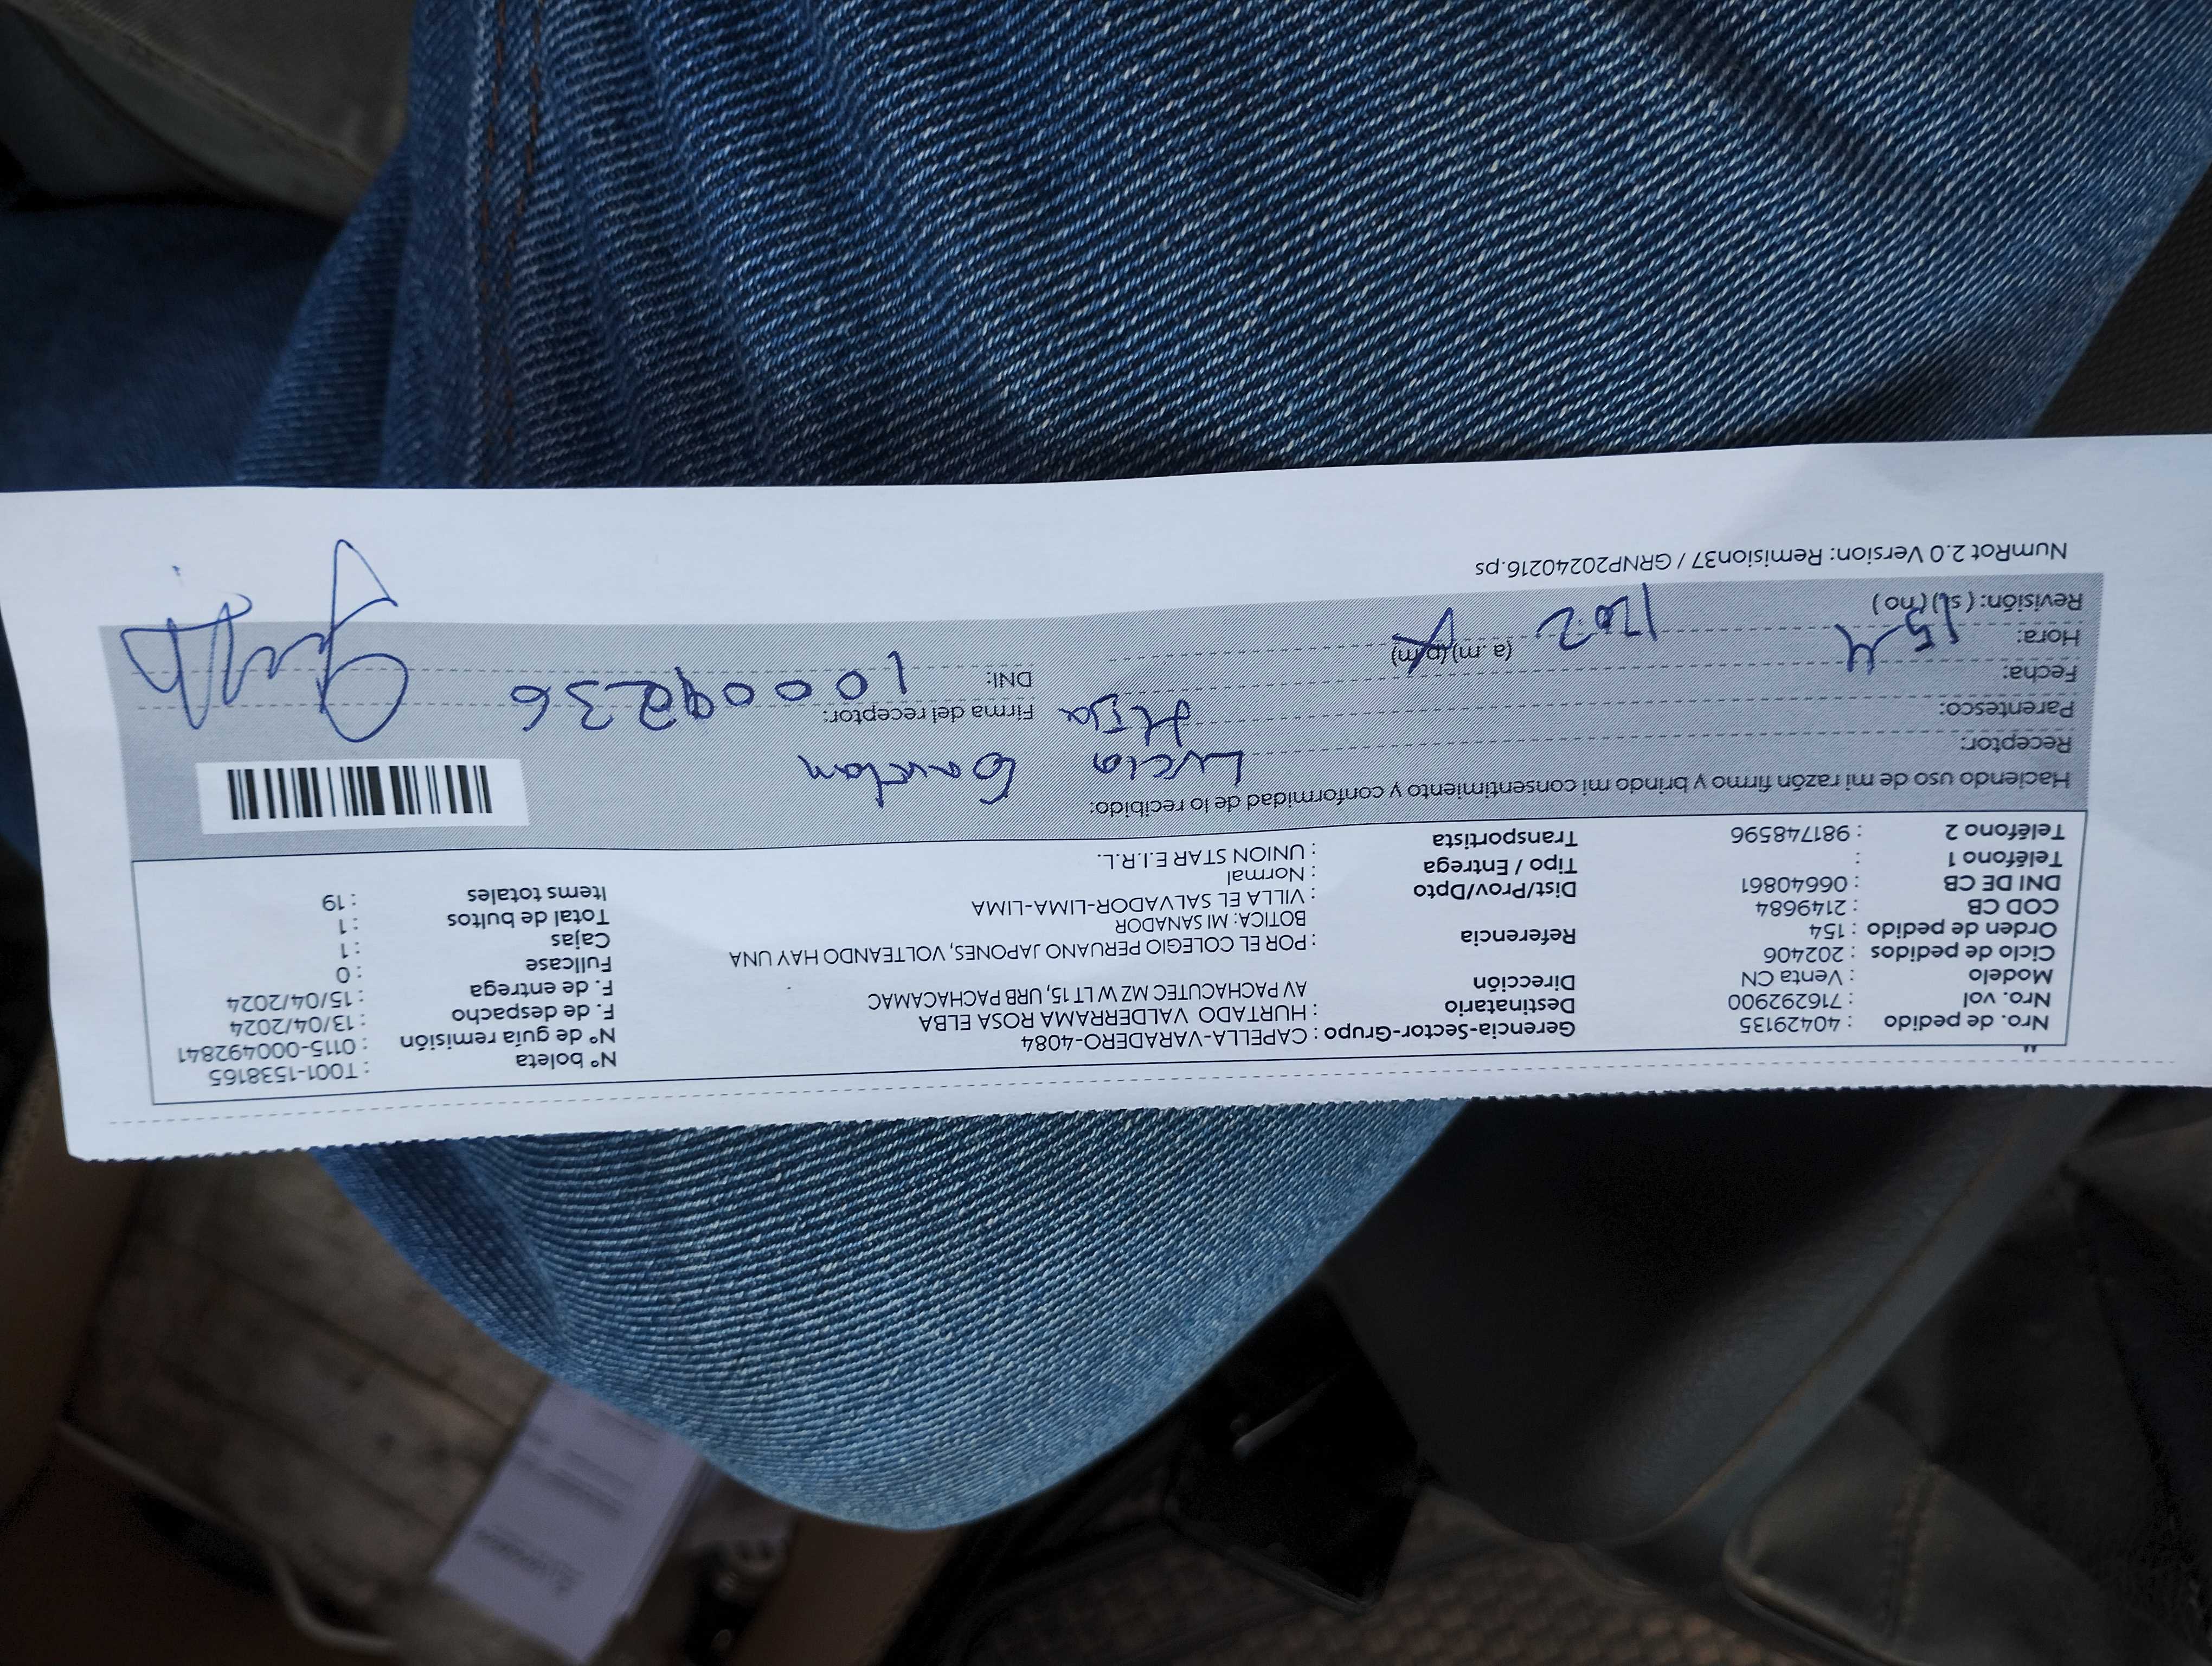 Nro. de pedido : 40429135 Gerencia-Sector-Grupo : CAPELLA-VARADERO-4084 N° boleta : T001-1538165
Nro. vol : 716292900 Destinatario : HURTADO VALDERRAMA ROSA ELBA N° de guía remisión : 0115-000492841
Modelo : Venta CN Dirección AV PACHACUTEC MZ W LT 15, URB PACHACAMAC F. de despacho : 13/04/2024
Ciclo de pedidos : 202406 F. de entrega : 15/04/2024
Orden de pedido : 154 Referencia : POR EL COLEGIO PERUANO JAPONES, VOLTEANDO HAY UNA Fullcase : 0
COD CB : 2149684 BOTICA: MI SANADOR Cajas : 1
DNI DE CB : 06640861 Dist/Prov/Dpto : VILLA EL SALVADOR-LIMA-LIMA Total de bultos : 1
Teléfono 1 : Tipo / Entrega : Normal Items totales : 19
Teléfono 2 : 981748596 Transportista : UNION STAR E.I.R.L.
Haciendo uso de mi razón firmo y brindo mi consentimiento y conformidad de lo recibido:
Receptor: Lucia
Parentesco: Hija Firma del receptor:
Fecha: 15 4 DNI: 10009236
Hora: 1202 (a.m) (p.m)
Revisión: ( si ) ( no )
NumRot 2.0 Version: Remision37 / GRNP20240216.ps